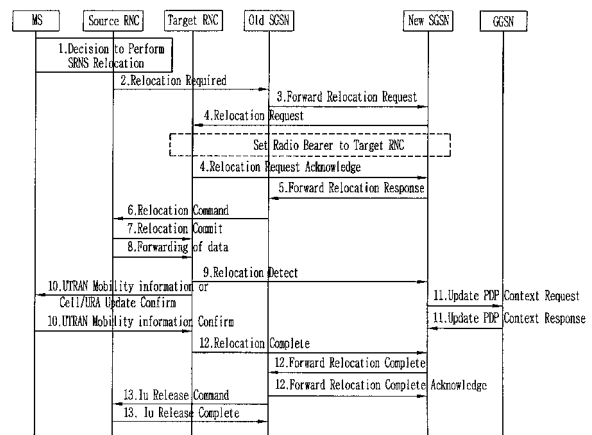 MS
Source RNC
Target RNC
Old SGSN
New SGSN
GGSN
1.Decision to Perform
SRNS Relocation
2.Relocation Required
3.Forward Relocation Request
4.Relocation Request
Set Radio Bearer to Target RNC
4.Relocation Request Acknowledge
5.Forward Relocation Response
6.Relocation Command
7.Relocation Commit
8.Forwarding of data
9.Relocation Detect
10.UTRAN Mobility information or
Cell/URA Update Confirm
11.Update PDP Context Request
10.UTRAN Mobility information Confirm
11.Update PDP Context Response
12.Relocation Complete
12.Forward Relocation Complete
12.Forward Relocation Complete Acknowledge
13.Iu Release Command
13. Iu Release Complete